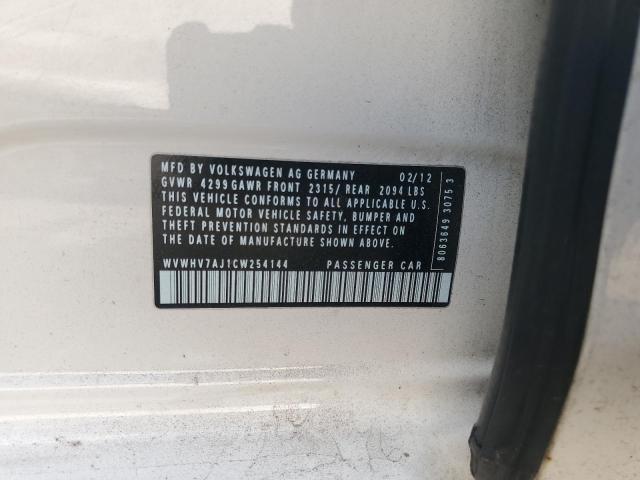 MFD BY VOLKSWAGEN AG GERMANY 02/12
GVWR 4299 GAWR FRONT 2315/ REAR 2094 LBS
THIS VEHICLE CONFORMS TO ALL APPLICABLE U.S.
FEDERAL MOTOR VEHICLE SAFETY, BUMPER AND
THEFT PREVENTION STANDARDS IN EFFECT ON
THE DATE OF MANUFACTURE SHOWN ABOVE.
WVWHV7AJ1CW254144 PASSENGER CAR
8063649 3075 3